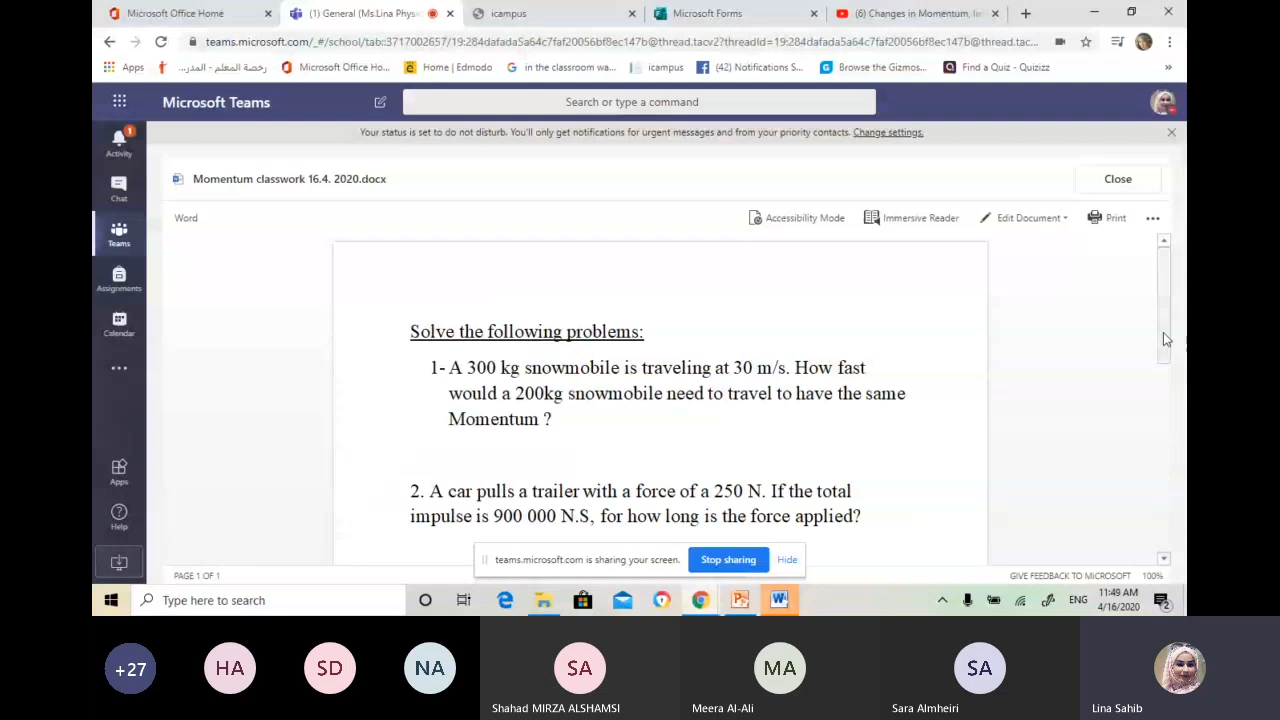 Microsoft Office Home
(1) General (Ms.Lina Physi
icampus
Microsoft Forms
(6) Changes in Momentum, Im
teams.microsoft.com/_#/school/tab::3717002657/19:284dafada5a64c7faf20056bf8ec147b@thread.tacv2?threadId=19:284dafada5a64c7faf20056bf8ec147b@thread.tac...
Apps
رخصة المعلم - المدر...
Microsoft Office Ho...
Home | Edmodo
in the classroom wa...
icampus
(42) Notifications S...
Browse the Gizmos...
Find a Quiz - Quizizz
»
Microsoft Teams
Search or type a command
Your status is set to do not disturb. You'll only get notifications for urgent messages and from your priority contacts. Change settings.
1
Activity
Chat
Teams
Assignments
Calendar
Apps
Help
Momentum classwork 16.4. 2020.docx
Close
Word
Accessibility Mode
Immersive Reader
Edit Document
Print
Solve the following problems:
1- A 300 kg snowmobile is traveling at 30 m/s. How fast
would a 200kg snowmobile need to travel to have the same
Momentum ?
2. A car pulls a trailer with a force of a 250 N. If the total
impulse is 900 000 N.S, for how long is the force applied?
teams.microsoft.com is sharing your screen.
Stop sharing
Hide
PAGE 1 OF 1
GIVE FEEDBACK TO MICROSOFT
100%
Type here to search
ENG
11:49 AM
4/16/2020
2
+27
HA
SD
NA
SA
MA
SA
Shahad MIRZA ALSHAMSI
Meera Al-Ali
Sara Almheiri
Lina Sahib